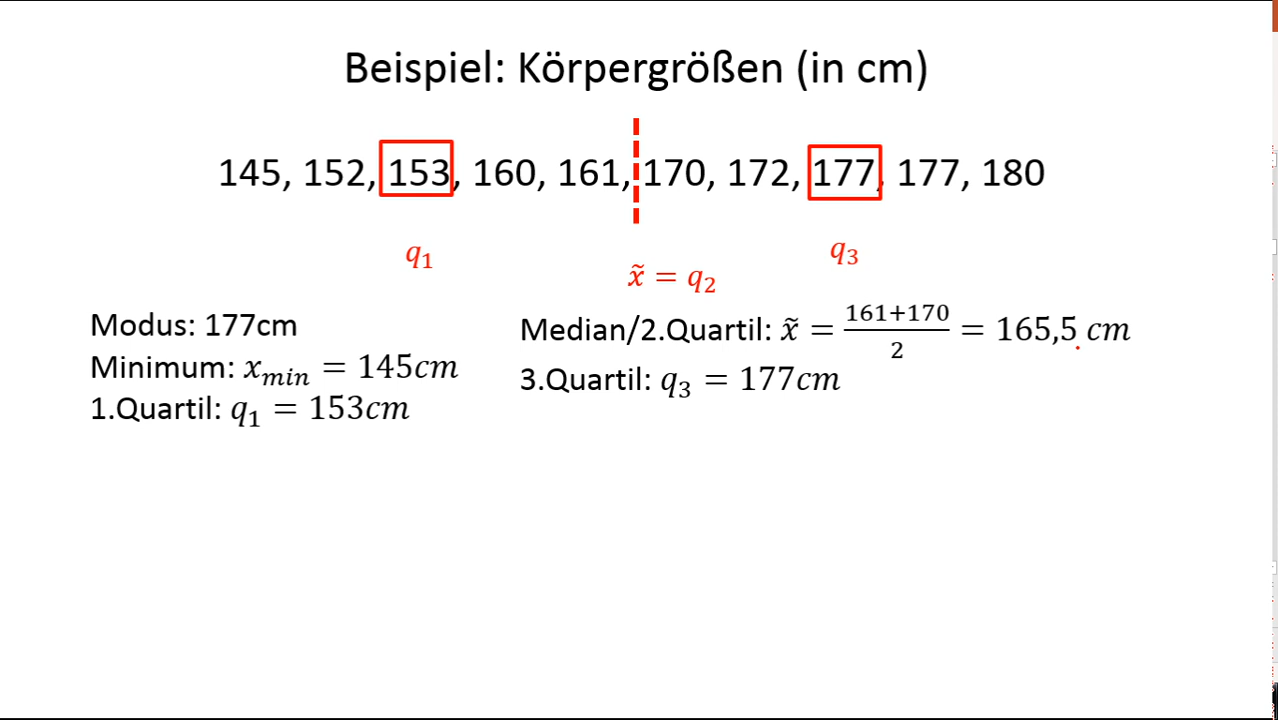 Beispiel: Körpergrößen (in cm)
145, 152, 153, 160, 161, 170, 172, 177, 177, 180
q₁
x̃ = q₂
q₃
Modus: 177cm
Minimum: x_min = 145cm
1.Quartil: q₁ = 153cm
Median/2.Quartil: x̃ = (161+170)/2 = 165,5 cm
3.Quartil: q₃ = 177cm